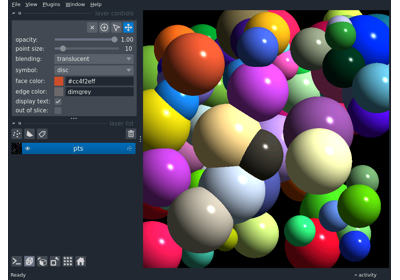 File View Plugins Window Help
layer controls
opacity: 1.00
point size: 10
blending: translucent
symbol: disc
face color: #cc4f2eff
edge color: dimgrey
display text:
out of slice:
layer list
pts
Ready
activity